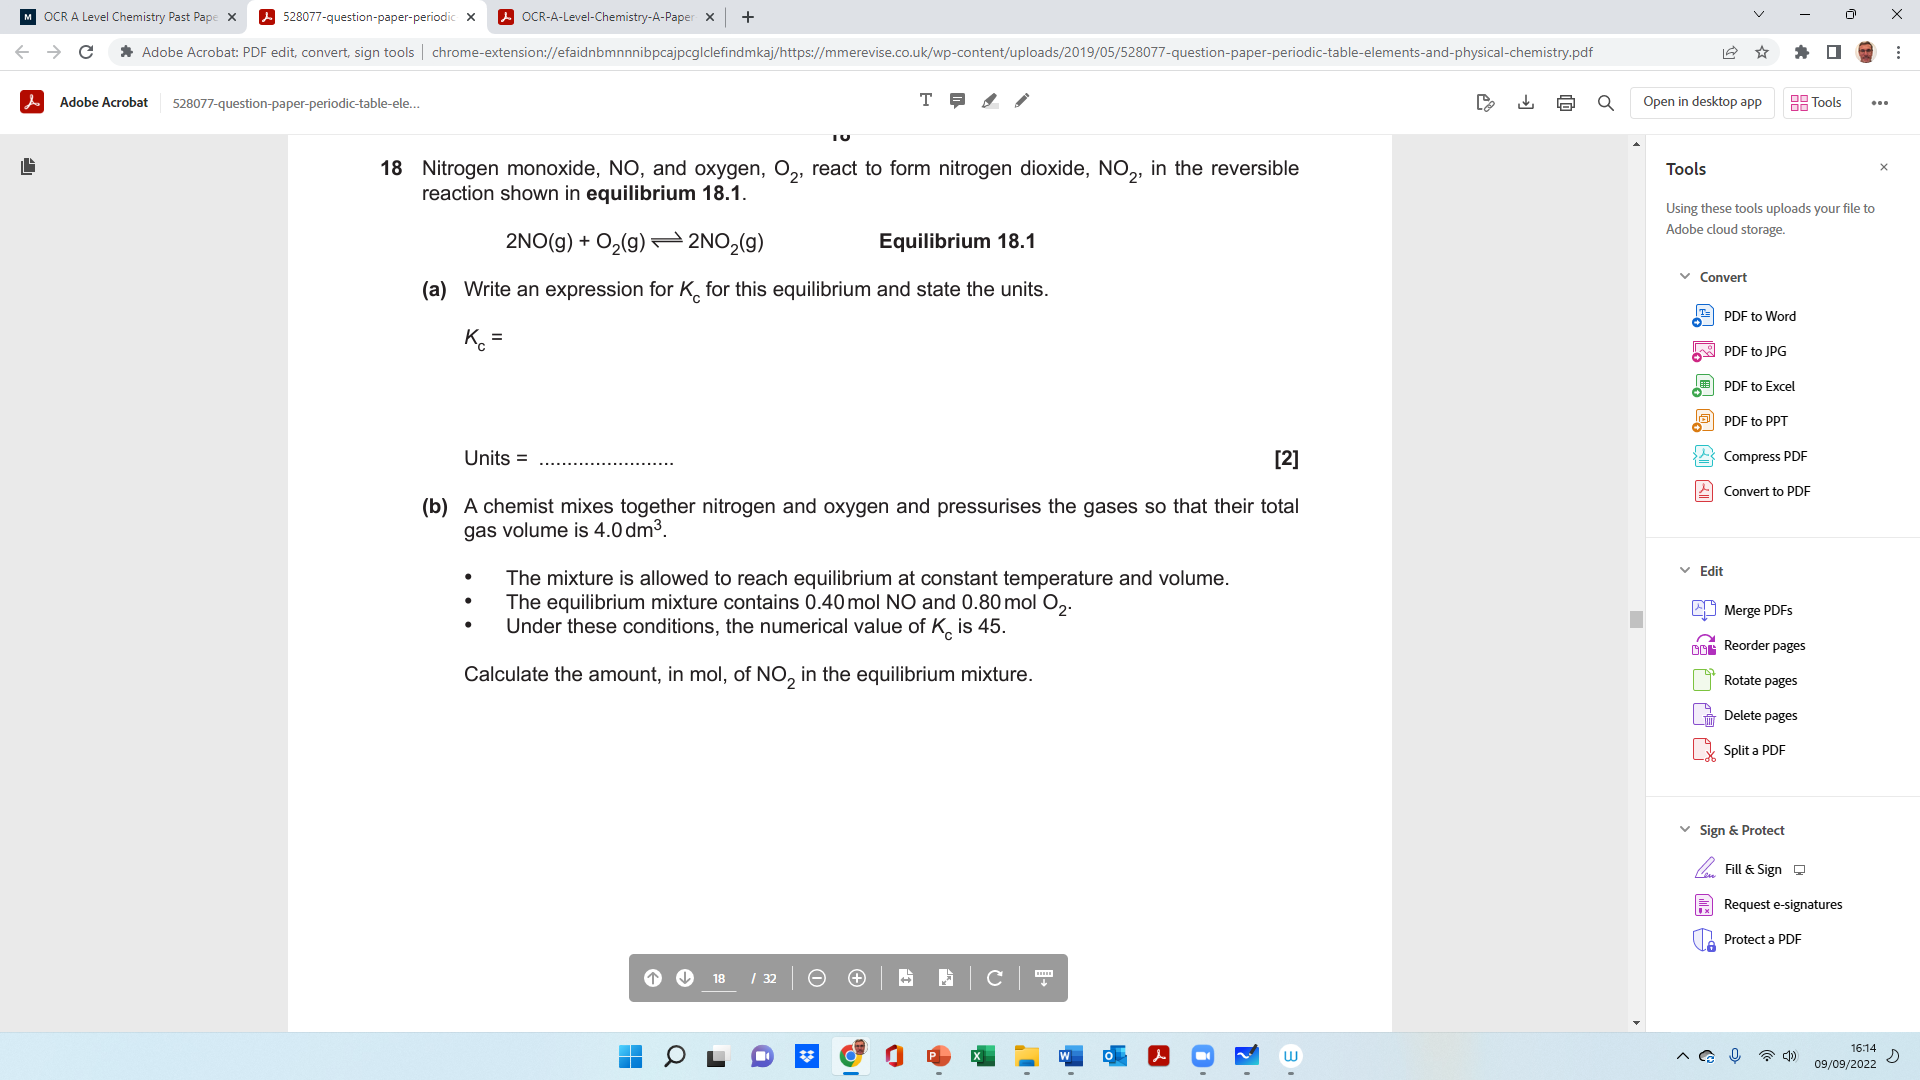 OCR A Level Chemistry Past Pape
528077-question-paper-periodic
OCR-A-Level-Chemistry-A-Paper
Adobe Acrobat: PDF edit, convert, sign tools | chrome-extension://efaidnbmnnnibpcajpcglclefindmkaj/https://mmerevise.co.uk/wp-content/uploads/2019/05/528077-question-paper-periodic-table-elements-and-physical-chemistry.pdf
Adobe Acrobat
528077-question-paper-periodic-table-ele...
Open in desktop app
Tools
18 Nitrogen monoxide, NO, and oxygen, O₂, react to form nitrogen dioxide, NO₂, in the reversible
reaction shown in equilibrium 18.1.
2NO(g) + O₂(g) ⇌ 2NO₂(g) Equilibrium 18.1
(a) Write an expression for Kc for this equilibrium and state the units.
Kc =
Units = ........................ [2]
(b) A chemist mixes together nitrogen and oxygen and pressurises the gases so that their total
gas volume is 4.0 dm³.
• The mixture is allowed to reach equilibrium at constant temperature and volume.
• The equilibrium mixture contains 0.40 mol NO and 0.80 mol O₂.
• Under these conditions, the numerical value of Kc is 45.
Calculate the amount, in mol, of NO₂ in the equilibrium mixture.
18 / 32
Tools
Using these tools uploads your file to
Adobe cloud storage.
Convert
PDF to Word
PDF to JPG
PDF to Excel
PDF to PPT
Compress PDF
Convert to PDF
Edit
Merge PDFs
Reorder pages
Rotate pages
Delete pages
Split a PDF
Sign & Protect
Fill & Sign
Request e-signatures
Protect a PDF
16:14
09/09/2022